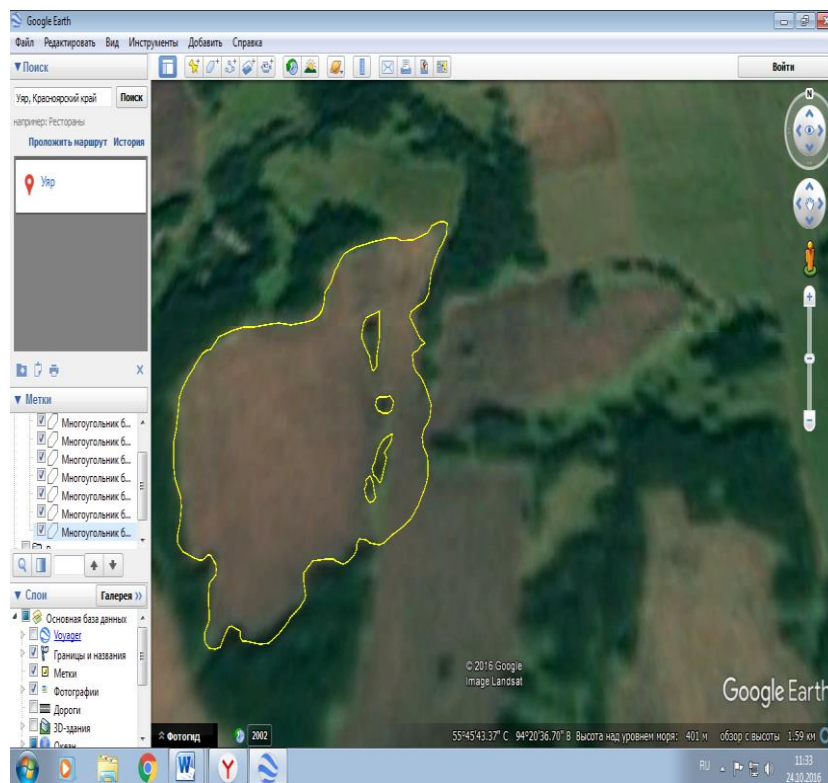 Google Earth
Файл Редактировать Вид Инструменты Добавить Справка
▼ Поиск
Войти
Уяр, Красноярский край Поиск
например: Рестораны
Проложить маршрут История
Уяр
N
▼ Метки
Многоугольник б...
Многоугольник б...
Многоугольник б...
Многоугольник б...
Многоугольник б...
Многоугольник б...
Многоугольник б...
▼ Слои Галерея >>
Основная база данных
Voyager
Границы и названия
Метки
Фотографии
Дороги
3D-здания
Океан
© 2016 Google
Image Landsat
Google Earth
Фотогид 2002 55°45'43.37" С 94°20'36.70" В Высота над уровнем моря: 401 м обзор с высоты 1.59 км
RU 11:33
24.10.2016